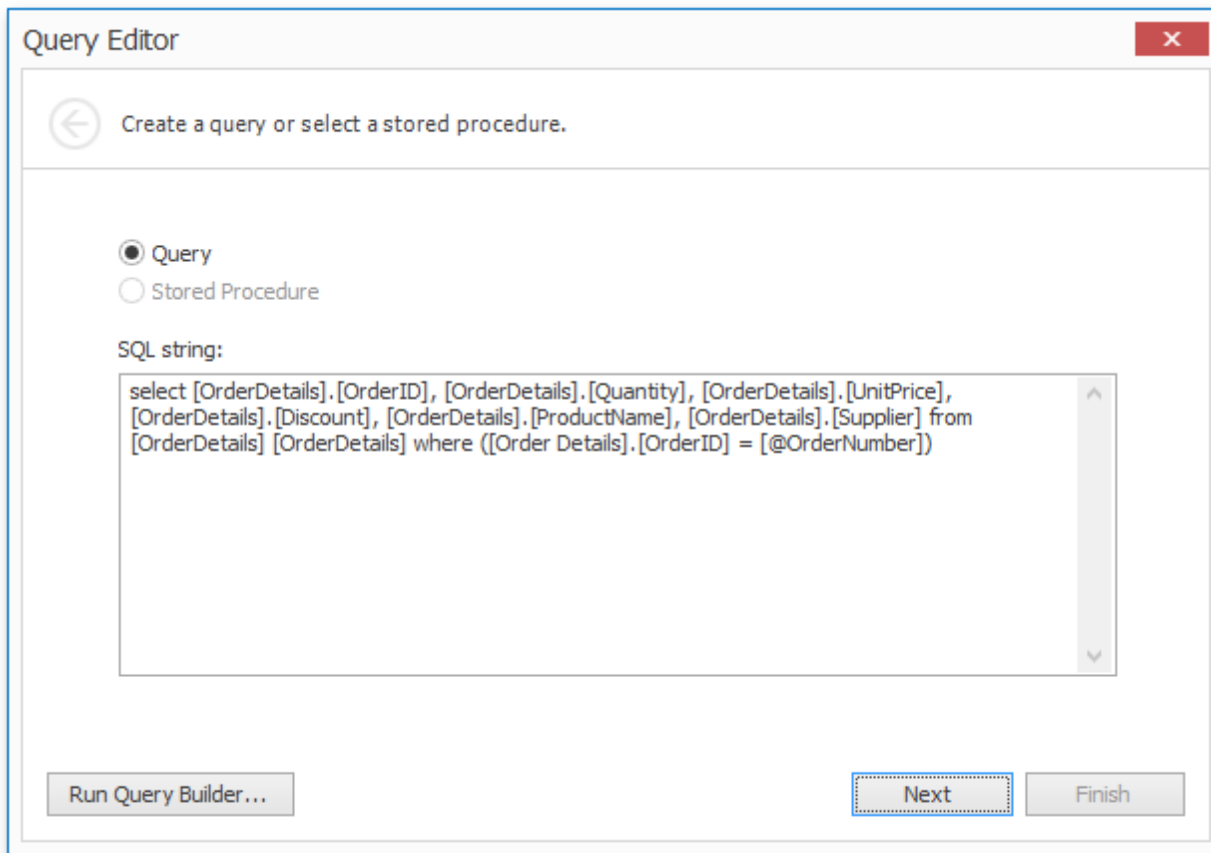 Query Editor
Create a query or select a stored procedure.
Query
Stored Procedure
SQL string:
select [OrderDetails].[OrderID], [OrderDetails].[Quantity], [OrderDetails].[UnitPrice],
[OrderDetails].[Discount], [OrderDetails].[ProductName], [OrderDetails].[Supplier] from
[OrderDetails] [OrderDetails] where ([Order Details].[OrderID] = [@OrderNumber])
Run Query Builder... Next Finish